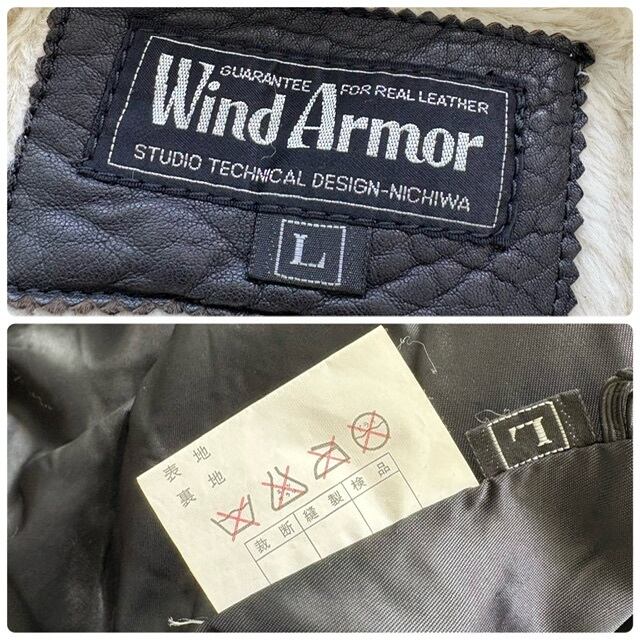 GUARANTEE FOR REAL LEATHER
Wind Armor
STUDIO TECHNICAL DESIGN-NICHIWA
L
表地
裏地
裁断 縫製 検品
L